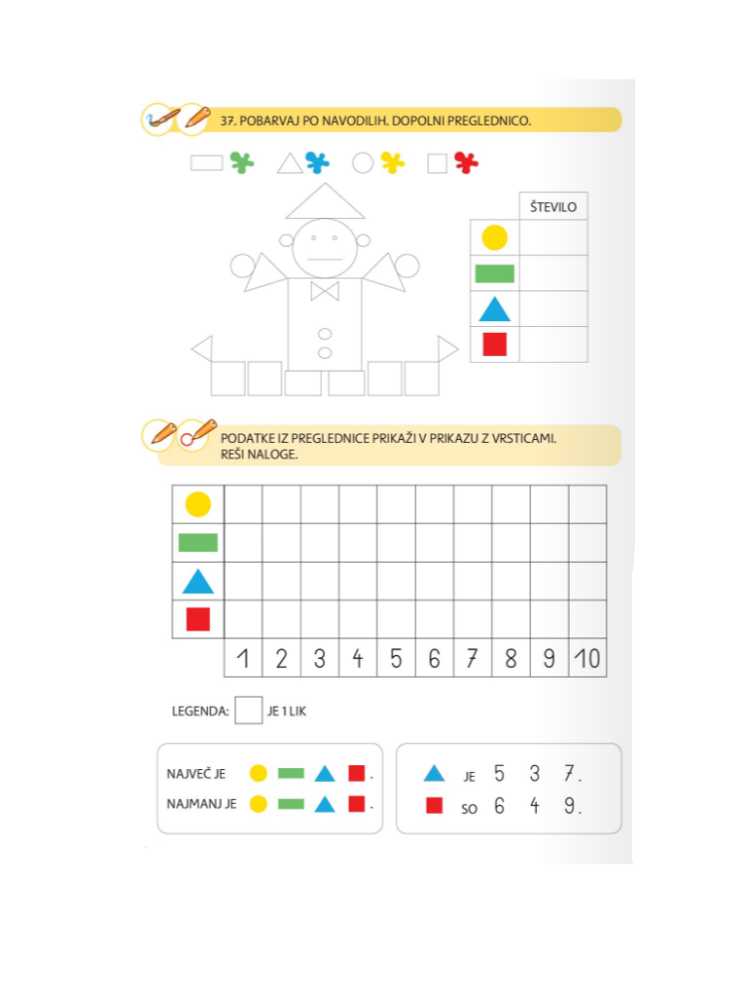 37. POBARVAJ PO NAVODILIH. DOPOLNI PREGLEDNICO.
ŠTEVILO
PODATKE IZ PREGLEDNICE PRIKAŽI V PRIKAZU Z VRSTICAMI.
REŠI NALOGE.
1 2 3 4 5 6 7 8 9 10
LEGENDA: JE 1 LIK
NAJVEČ JE .
NAJMANJ JE .
JE 5 3 7.
SO 6 4 9.